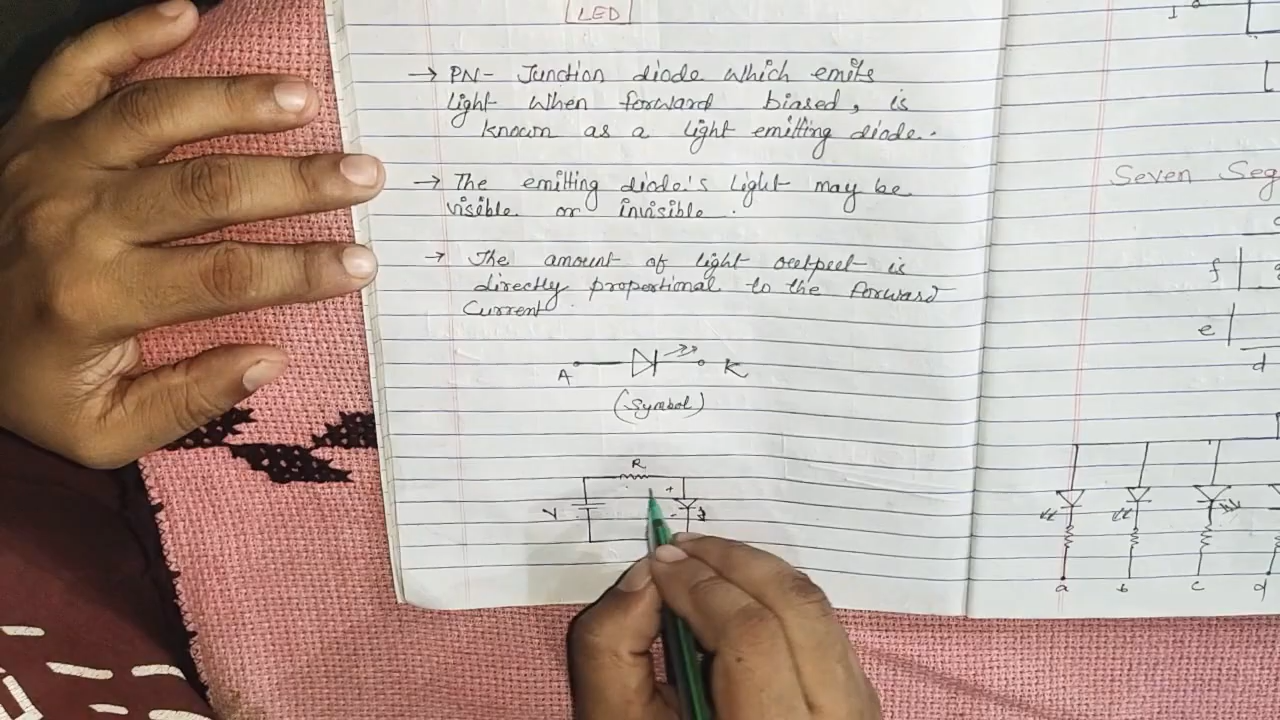 LED
→ PN- Junction diode which emits
light when forward biased, is
known as a light emitting diode.
→ The emitting diode's light may be
visible or invisible.
→ The amount of light output is
directly proportional to the forward
Current.
A K
(Symbol)
R
+
V
-
I
Seven Seg
f
e
d
a b c d